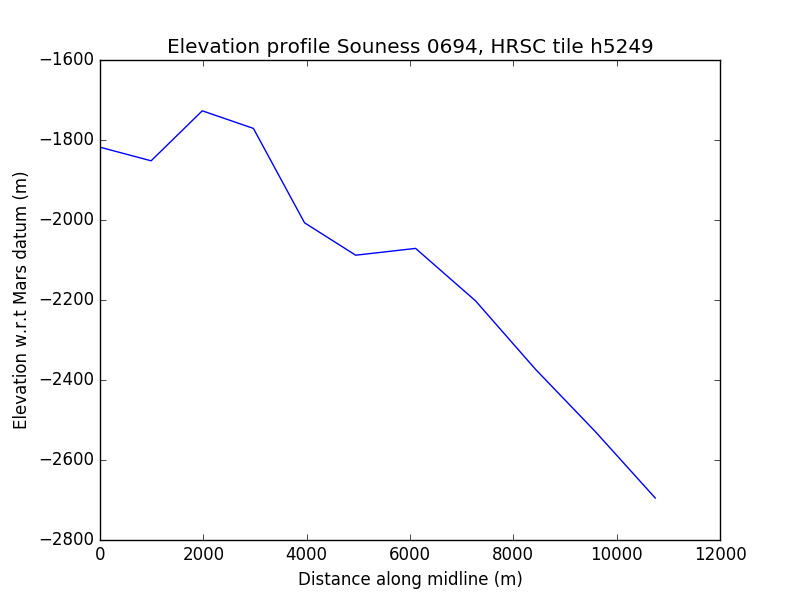 Elevation profile Souness 0694, HRSC tile h5249
−1600
−1800
−2000
−2200
−2400
−2600
−2800
Elevation w.r.t Mars datum (m)
0 2000 4000 6000 8000 10000 12000
Distance along midline (m)